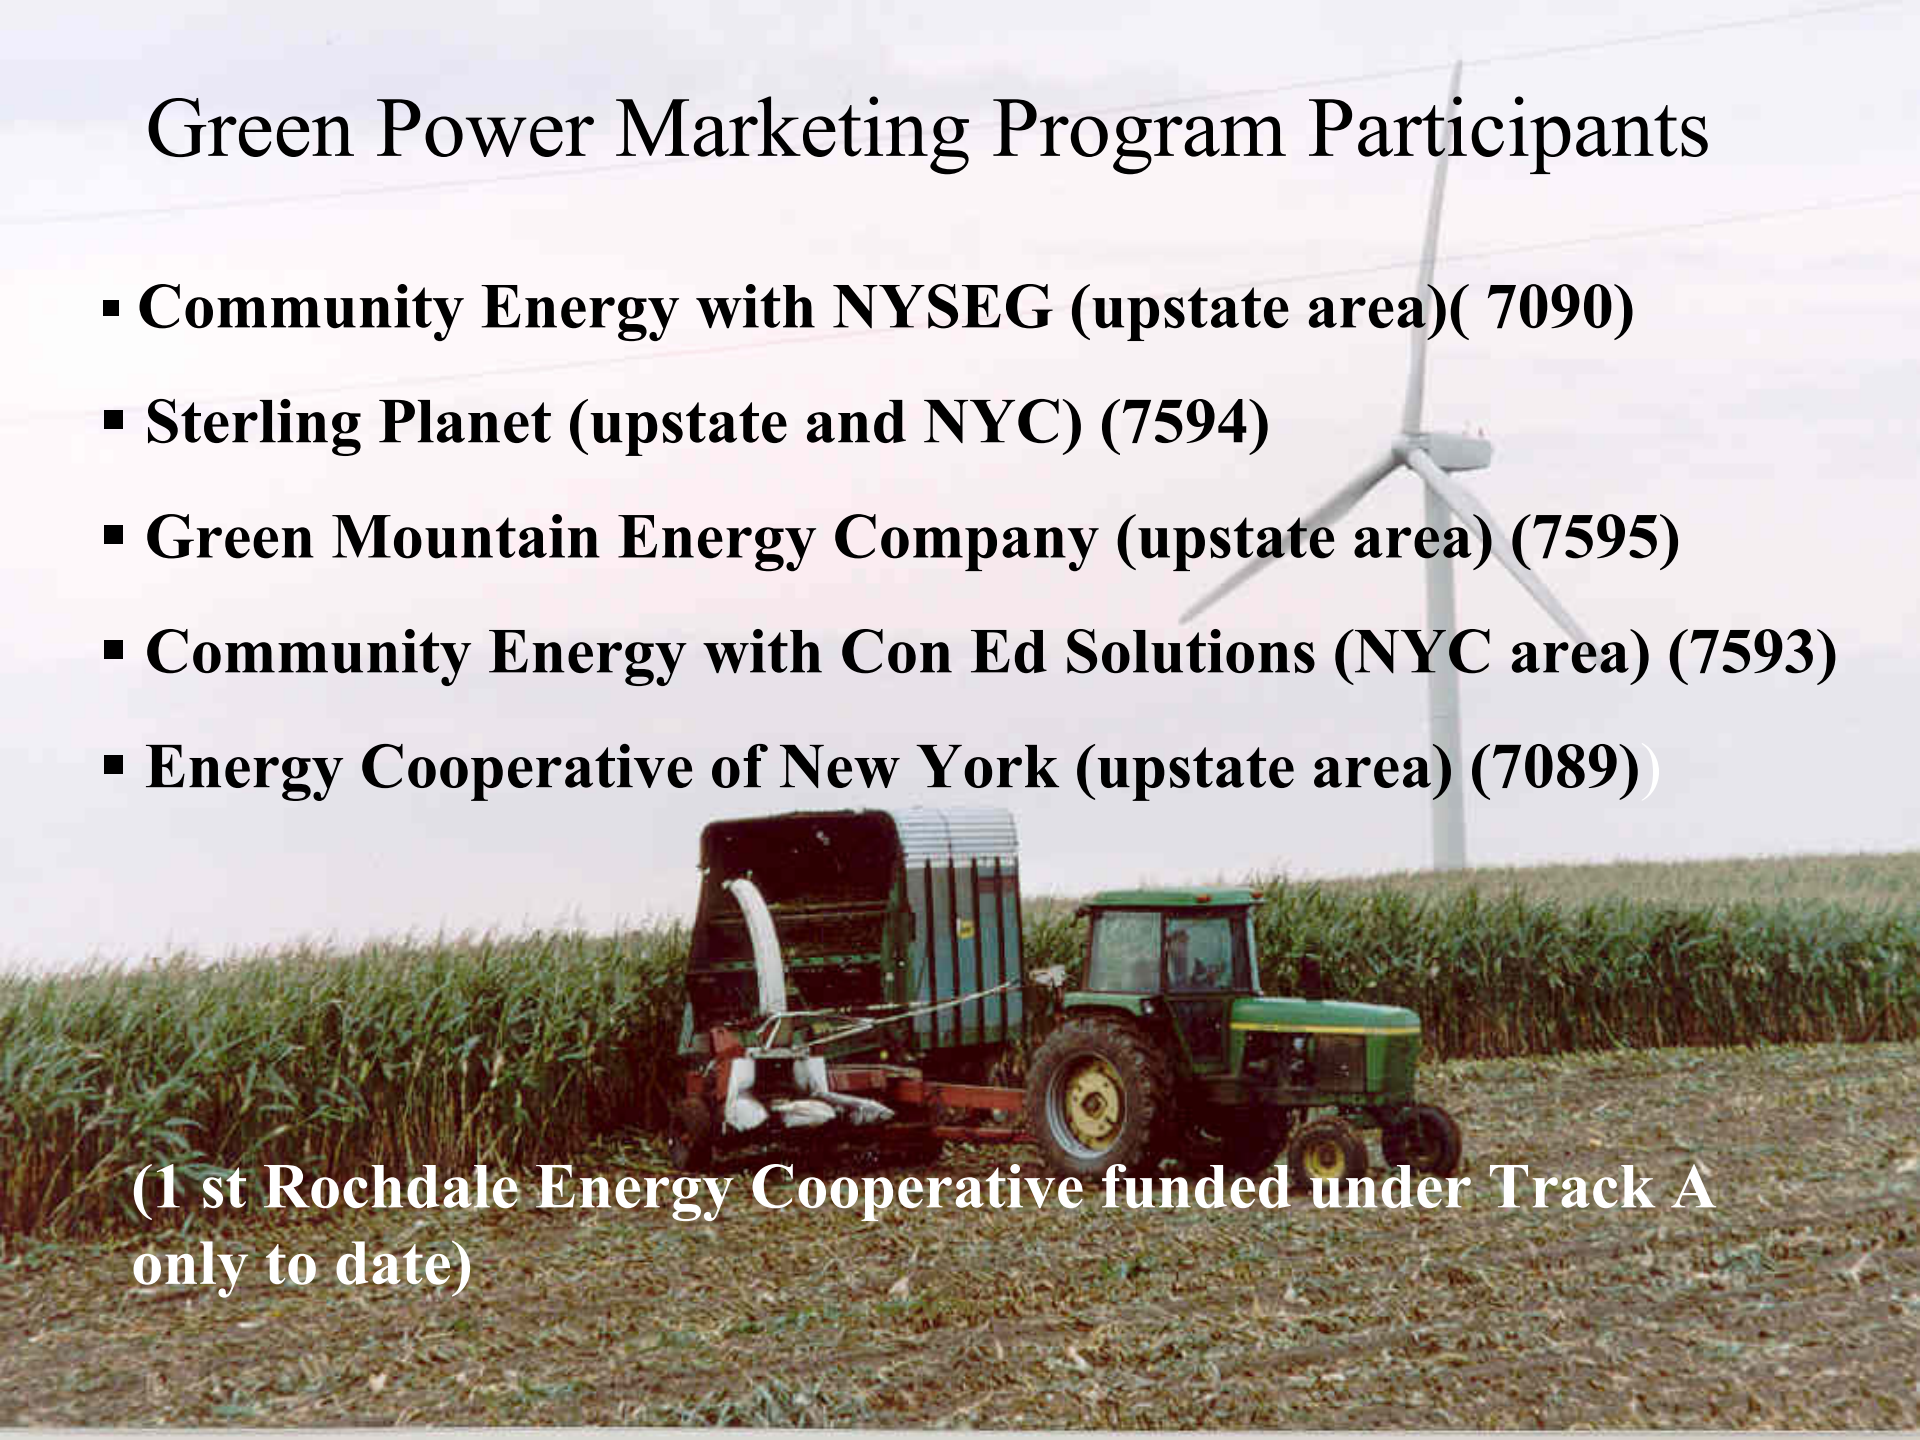 Green Power Marketing Program Participants
▪ Community Energy with NYSEG (upstate area)( 7090)
▪ Sterling Planet (upstate and NYC) (7594)
▪ Green Mountain Energy Company (upstate area) (7595)
▪ Community Energy with Con Ed Solutions (NYC area) (7593)
▪ Energy Cooperative of New York (upstate area) (7089))
(1 st Rochdale Energy Cooperative funded under Track A
only to date)